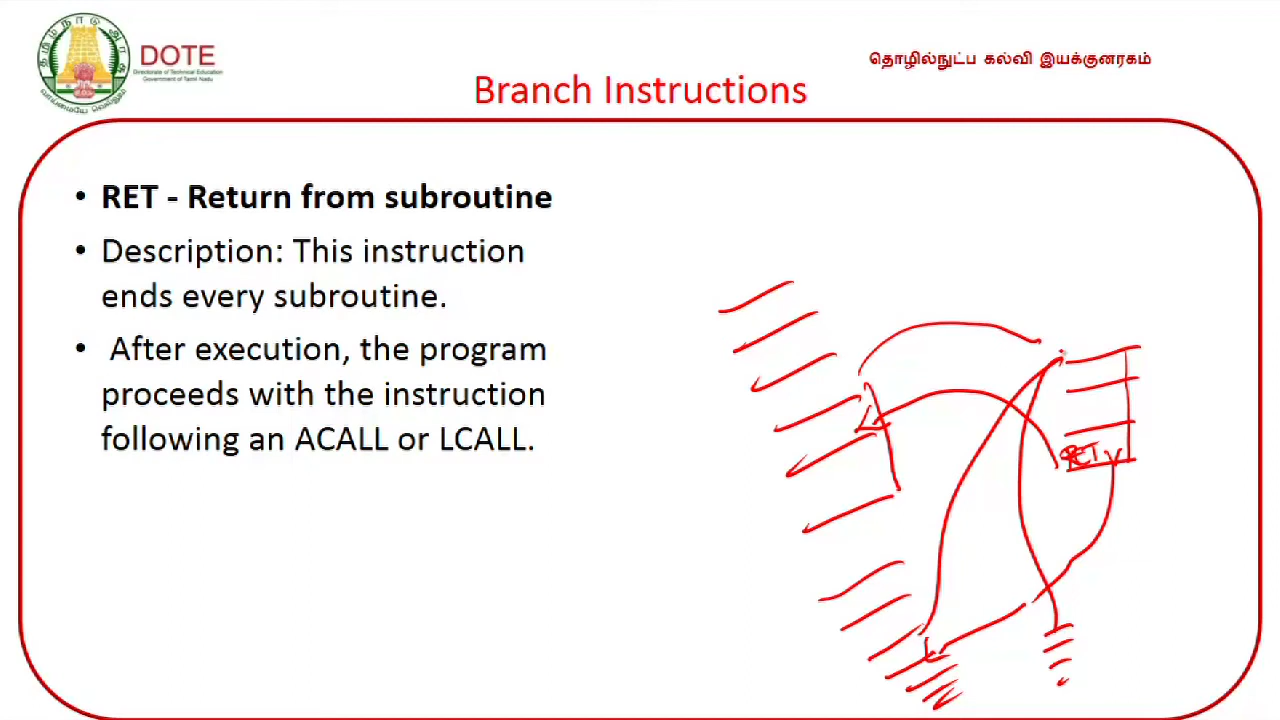 DOTE
Directorate of Technical Education
Government of Tamil Nadu
தொழில்நுட்ப கல்வி இயக்குனரகம்
Branch Instructions
• RET - Return from subroutine
• Description: This instruction
ends every subroutine.
• After execution, the program
proceeds with the instruction
following an ACALL or LCALL.
RET